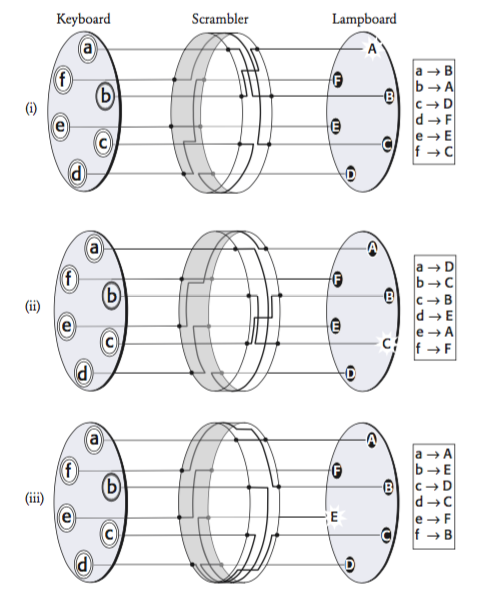 Keyboard Scrambler Lampboard
(i)
a
f
b
e
c
d
A
F
B
E
C
D
a → B
b → A
c → D
d → F
e → E
f → C
(ii)
a
f
b
e
c
d
A
F
B
E
C
D
a → D
b → C
c → B
d → E
e → A
f → F
(iii)
a
f
b
e
c
d
A
F
B
E
C
D
a → A
b → E
c → D
d → C
e → F
f → B